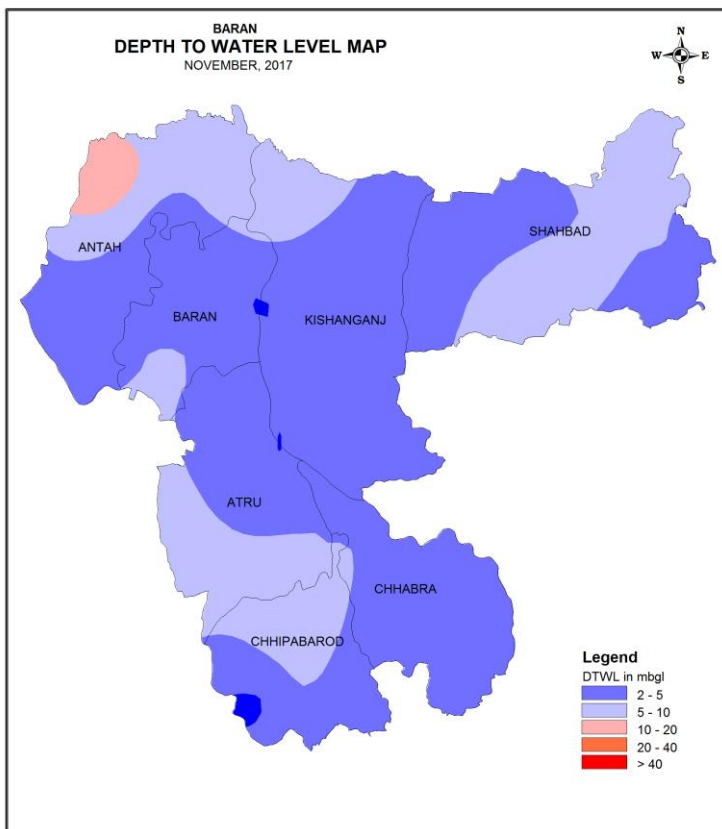 BARAN
DEPTH TO WATER LEVEL MAP
NOVEMBER, 2017
N
W E
S
ANTAH
SHAHBAD
BARAN
KISHANGANJ
ATRU
CHHABRA
CHHIPABAROD
Legend
DTWL in mbgl
2 - 5
5 - 10
10 - 20
20 - 40
> 40